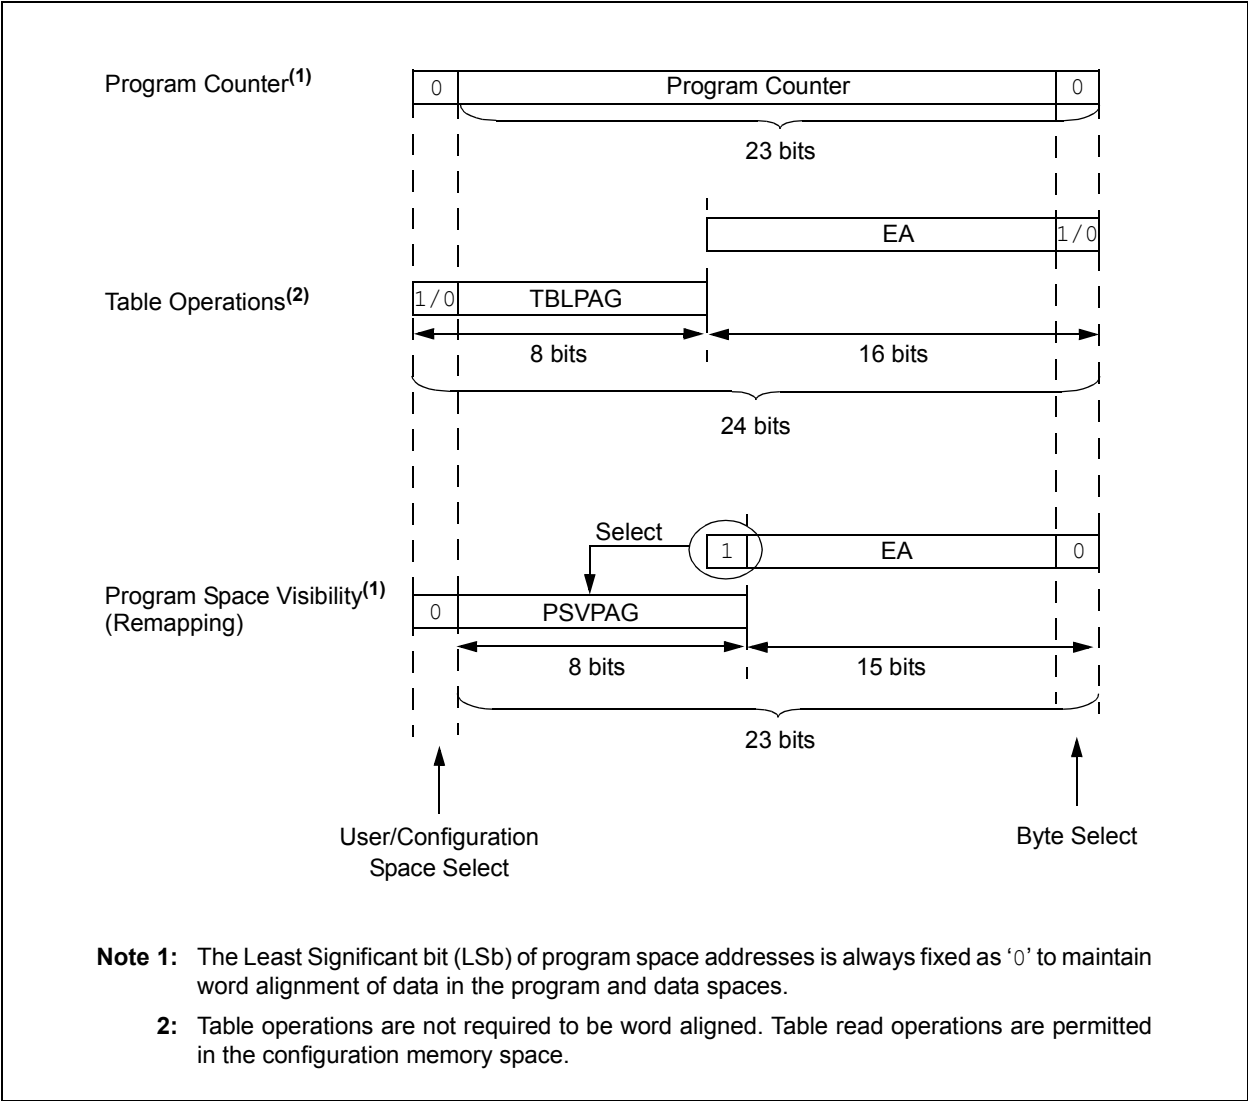 Program Counter(1)
0
Program Counter
0
23 bits
EA
1/0
Table Operations(2)
1/0
TBLPAG
8 bits
16 bits
24 bits
Select
1
EA
0
Program Space Visibility(1)
(Remapping)
0
PSVPAG
8 bits
15 bits
23 bits
User/Configuration
Space Select
Byte Select
Note 1: The Least Significant bit (LSb) of program space addresses is always fixed as ‘0’ to maintain
word alignment of data in the program and data spaces.
2: Table operations are not required to be word aligned. Table read operations are permitted
in the configuration memory space.